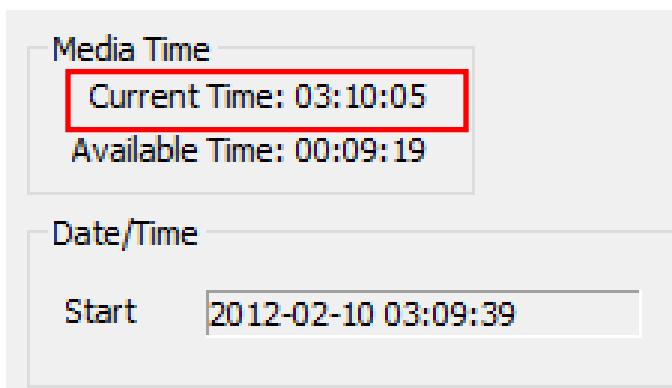 Media Time
Current Time: 03:10:05
Available Time: 00:09:19
Date/Time
Start 2012-02-10 03:09:39